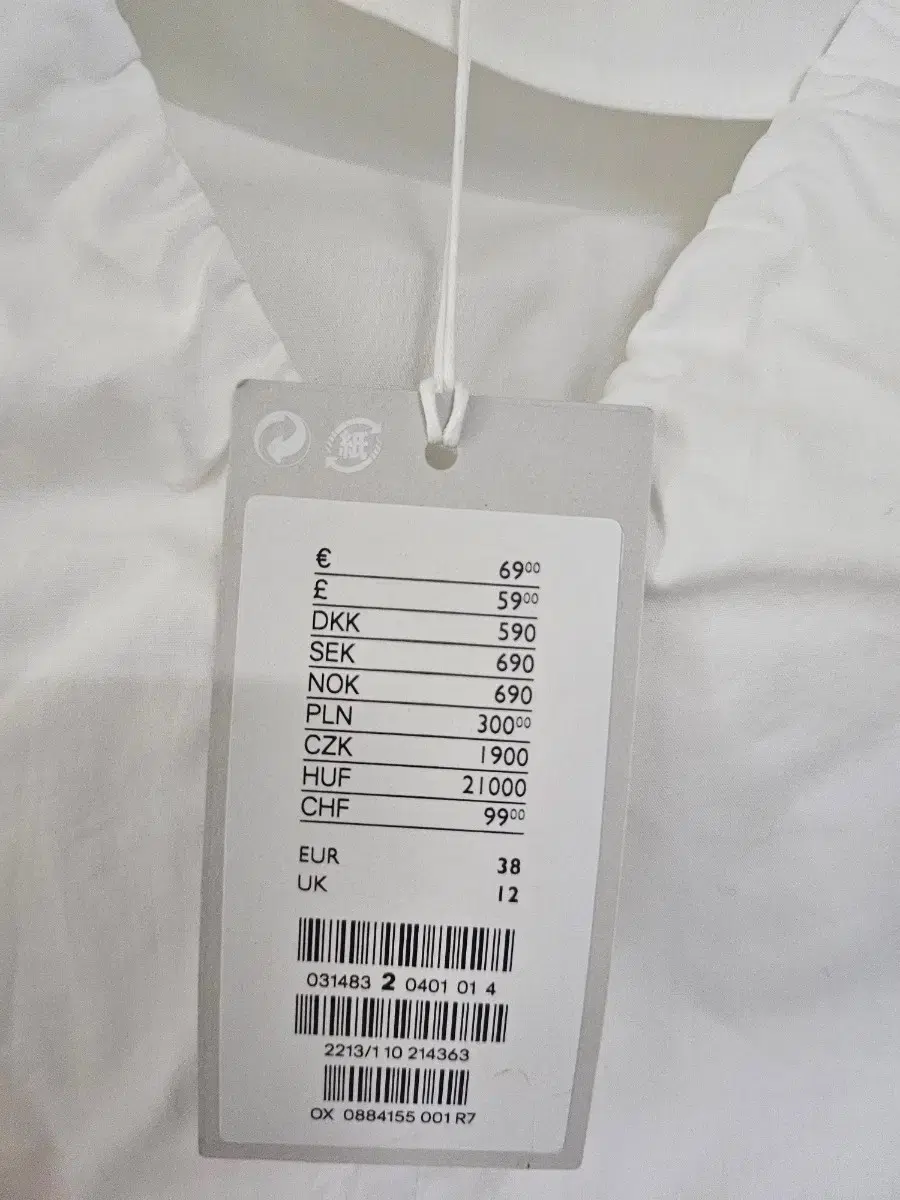 紙
€ 69⁰⁰
£ 59⁰⁰
DKK 590
SEK 690
NOK 690
PLN 300⁰⁰
CZK 1900
HUF 21000
CHF 99⁰⁰
EUR 38
UK 12
031483 2 0401 01 4
2213/1 10 214363
OX 0884155 001 R7